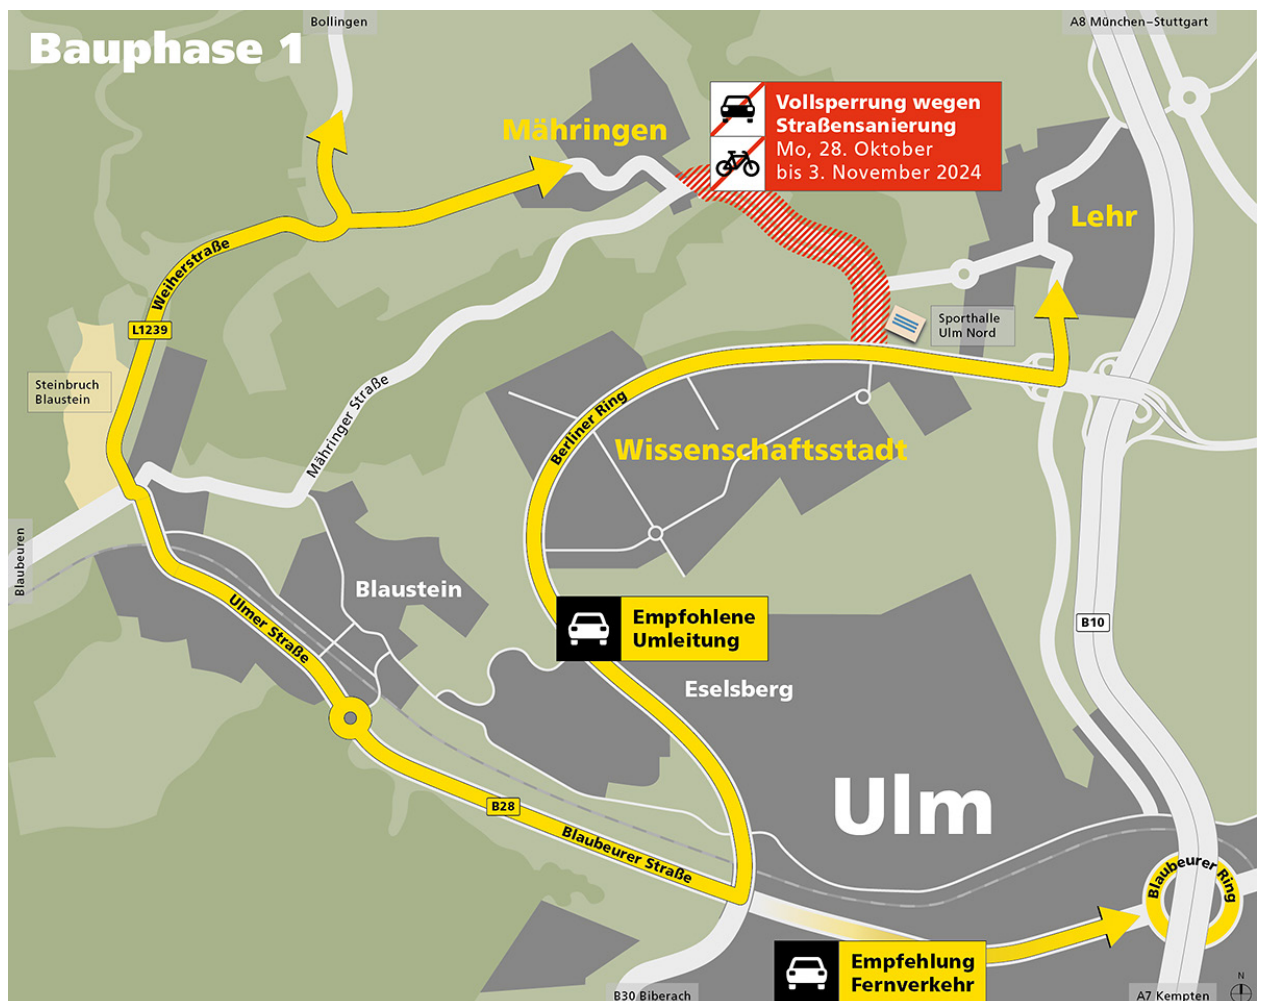 Bauphase 1
Bollingen
A8 München–Stuttgart
Mähringen
Vollsperrung wegen
Straßensanierung
Mo, 28. Oktober
bis 3. November 2024
Lehr
Weiherstraße
L1239
Sporthalle
Ulm Nord
Steinbruch
Blaustein
Mähringer Straße
Berliner Ring
Wissenschaftsstadt
Blaubeuren
Blaustein
Ulmer Straße
Empfohlene
Umleitung
B10
Eselsberg
Ulm
B28
Blaubeurer Straße
Blaubeurer Ring
Empfehlung
Fernverkehr
B30 Biberach
A7 Kempten
N